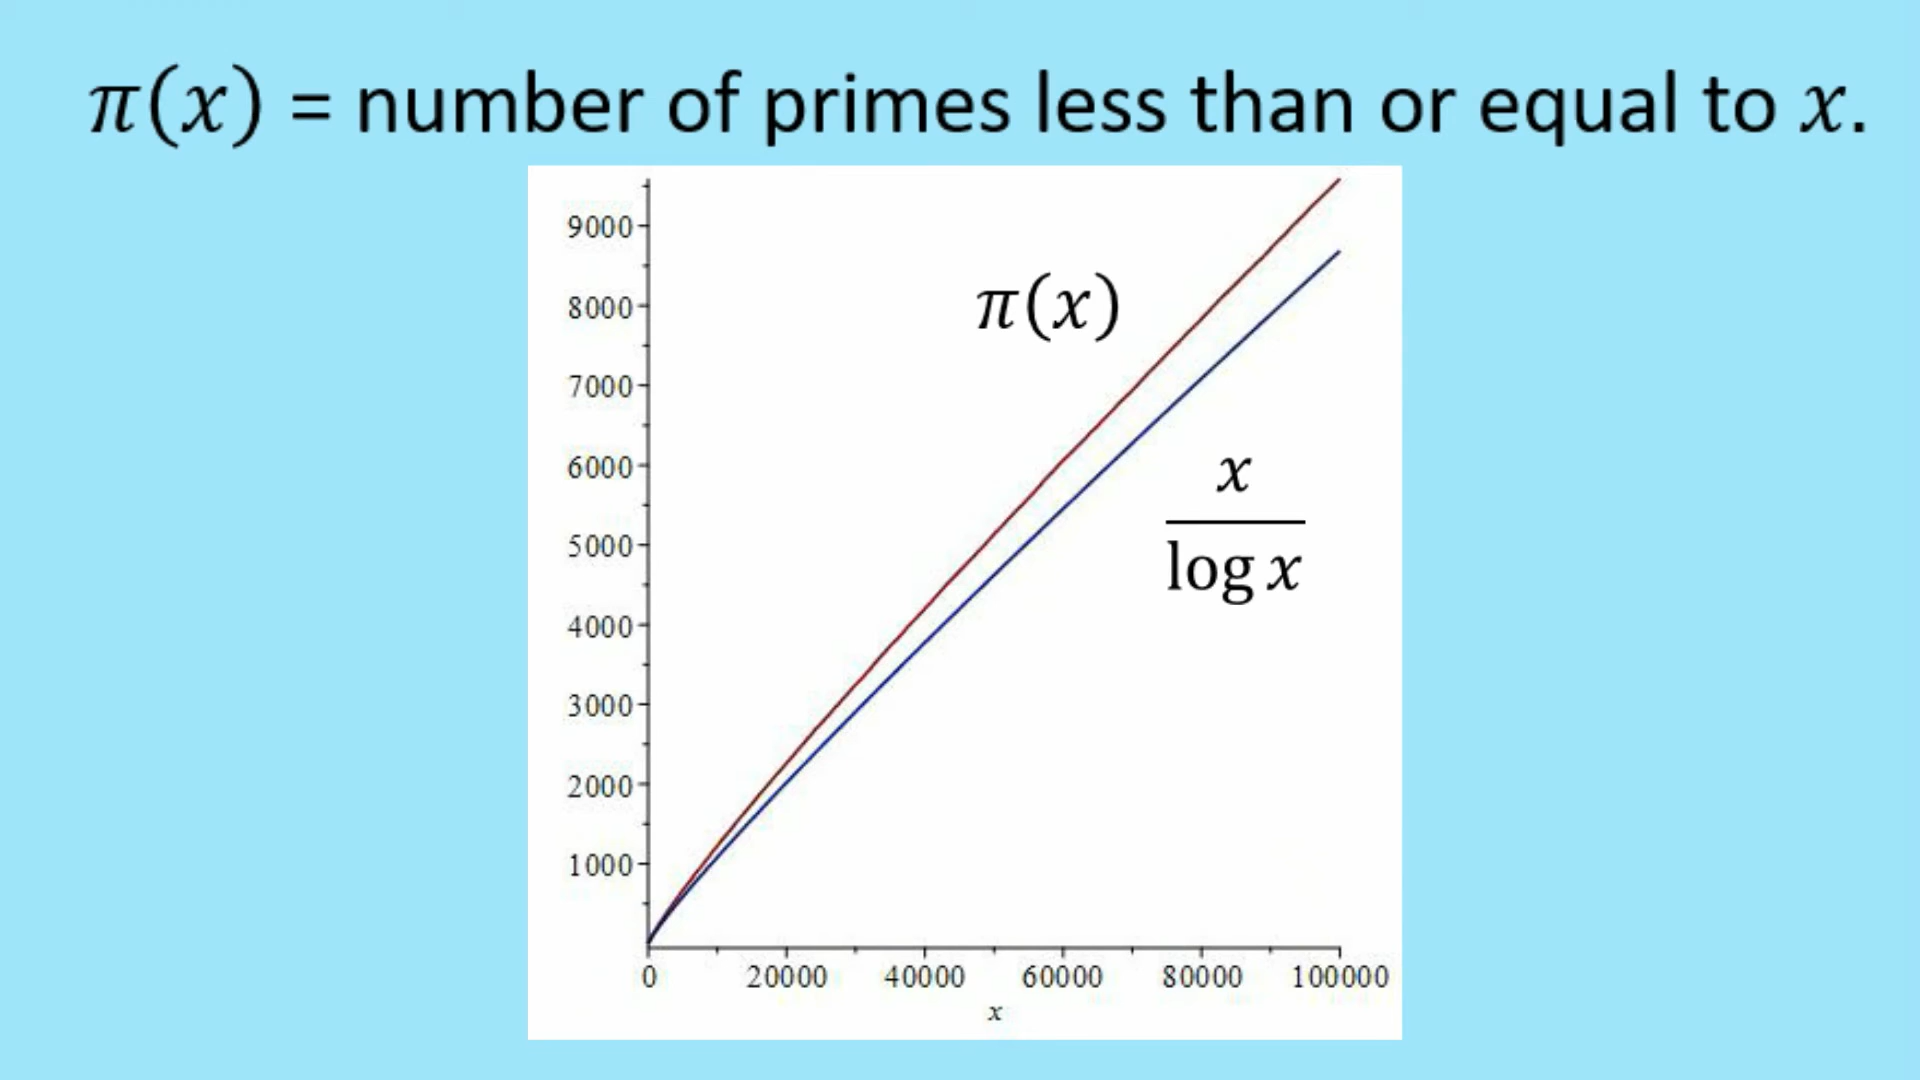 π(x) = number of primes less than or equal to x.
9000
8000
7000
6000
5000
4000
3000
2000
1000
π(x)
x
log x
0 20000 40000 60000 80000 100000
x